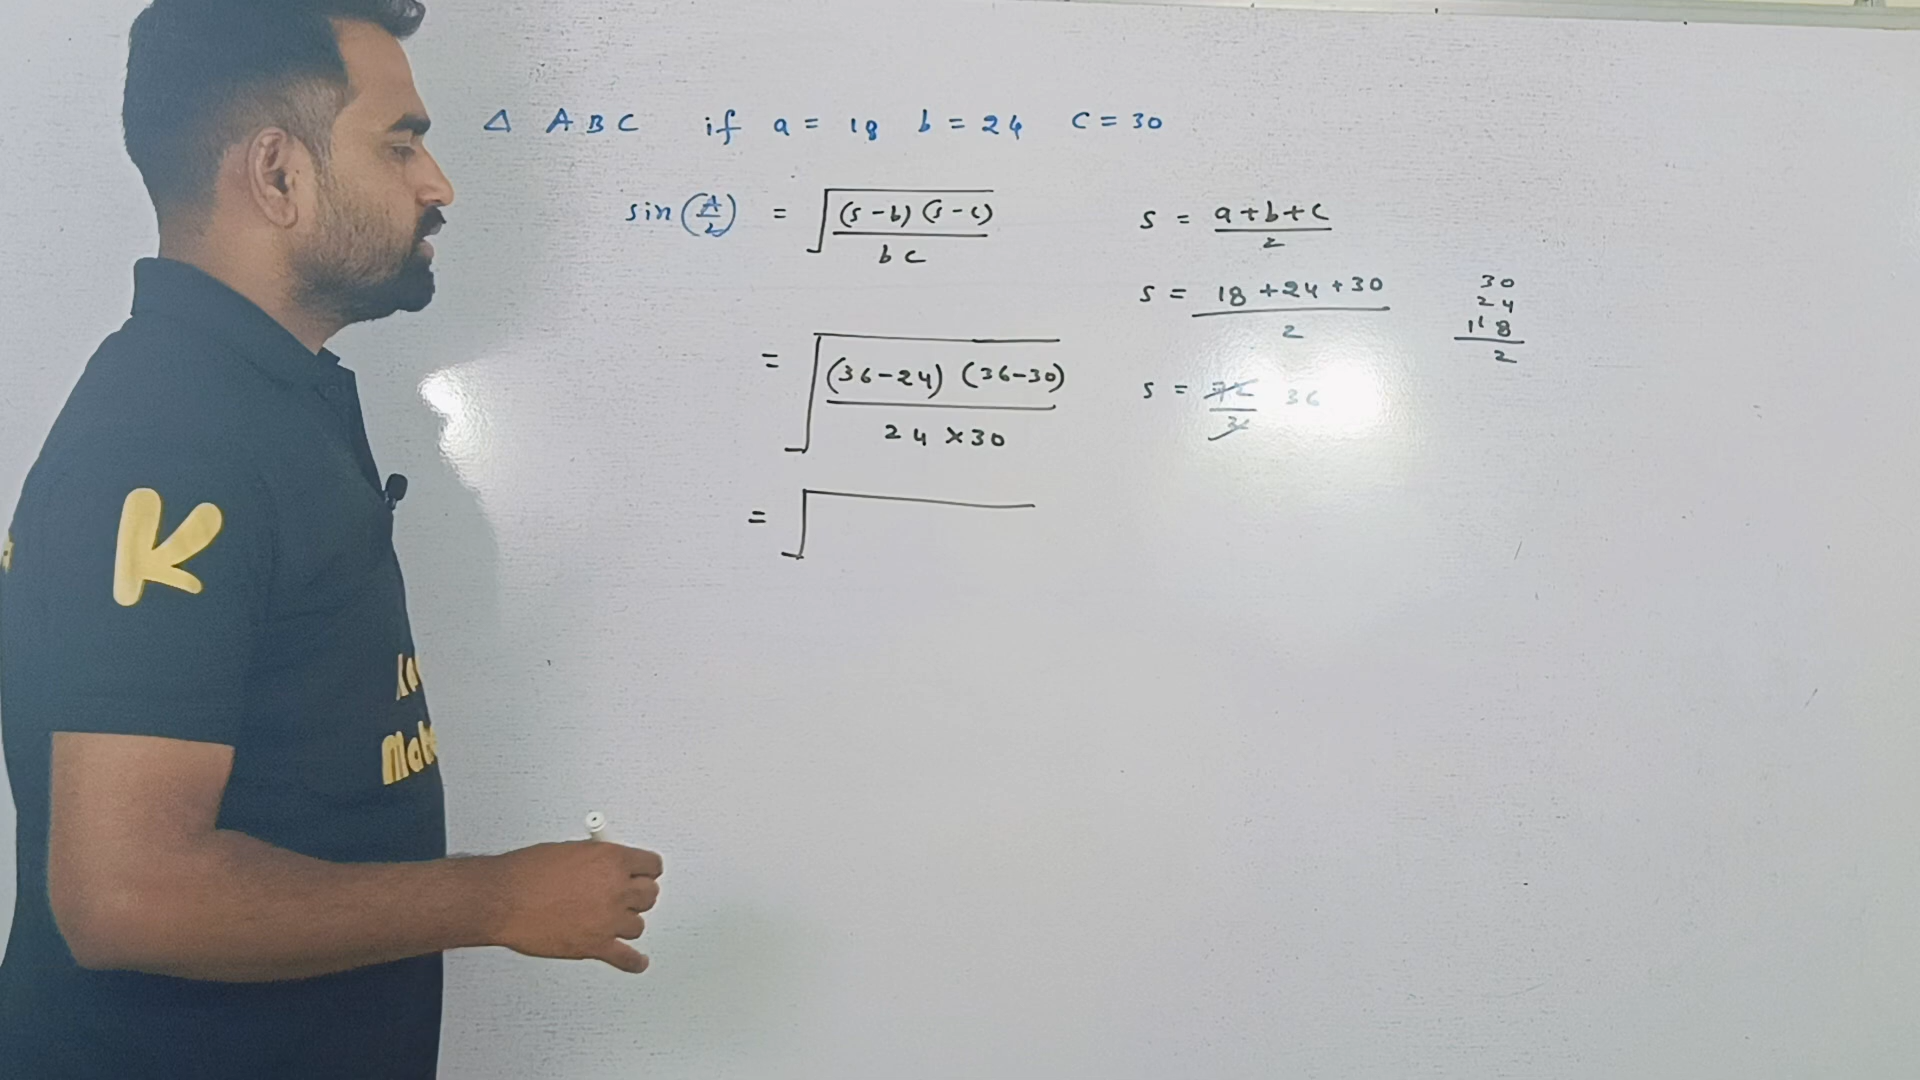 Δ ABC if a = 18 b = 24 c = 30
sin(A/2) = √((s-b)(s-c)/bc)
= √((36-24) (36-30)/24×30)
= √
s = a+b+c/2
s = 18+24+30/2
s = 72/2 36
30
24
118
2
K